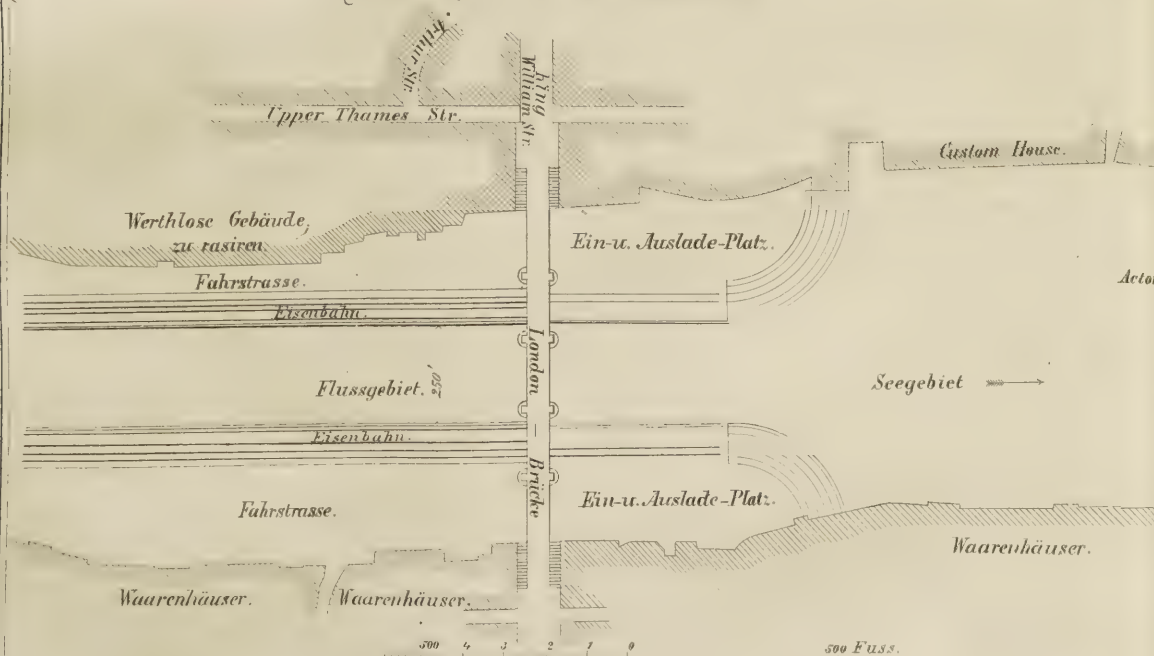 Arthur Str.
King
William Str.
Upper Thames Str.
Custom House.
Werthlose Gebäude,
zu rasiren.
Ein-u. Auslade-Platz.
Fahrstrasse.
Eisenbahn.
London – Brücke
Flussgebiet. 250'
Seegebiet
Eisenbahn.
Fahrstrasse.
Ein-u. Auslade-Platz.
Waarenhäuser.
Waarenhäuser.
Waarenhäuser.
500 4 3 2 1 0 500 Fuss.